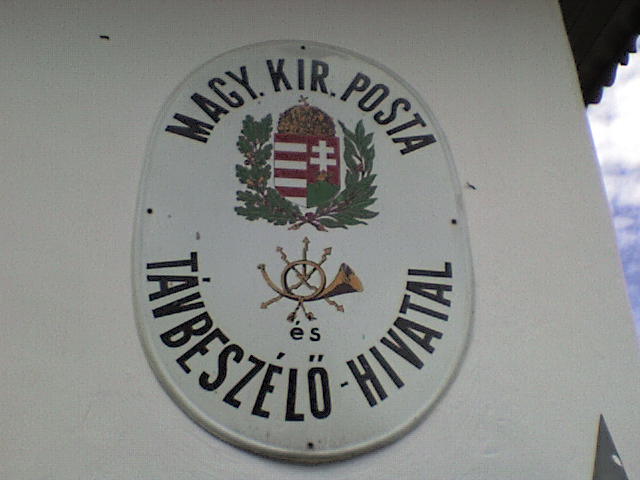 MAGY. KIR. POSTA
és
TÁVBESZÉLŐ-HIVATAL